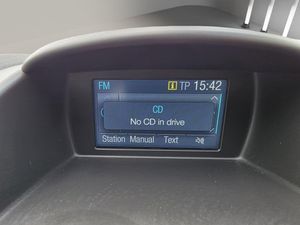 FM i TP 15:42
CD
No CD in drive
Station Manual Text